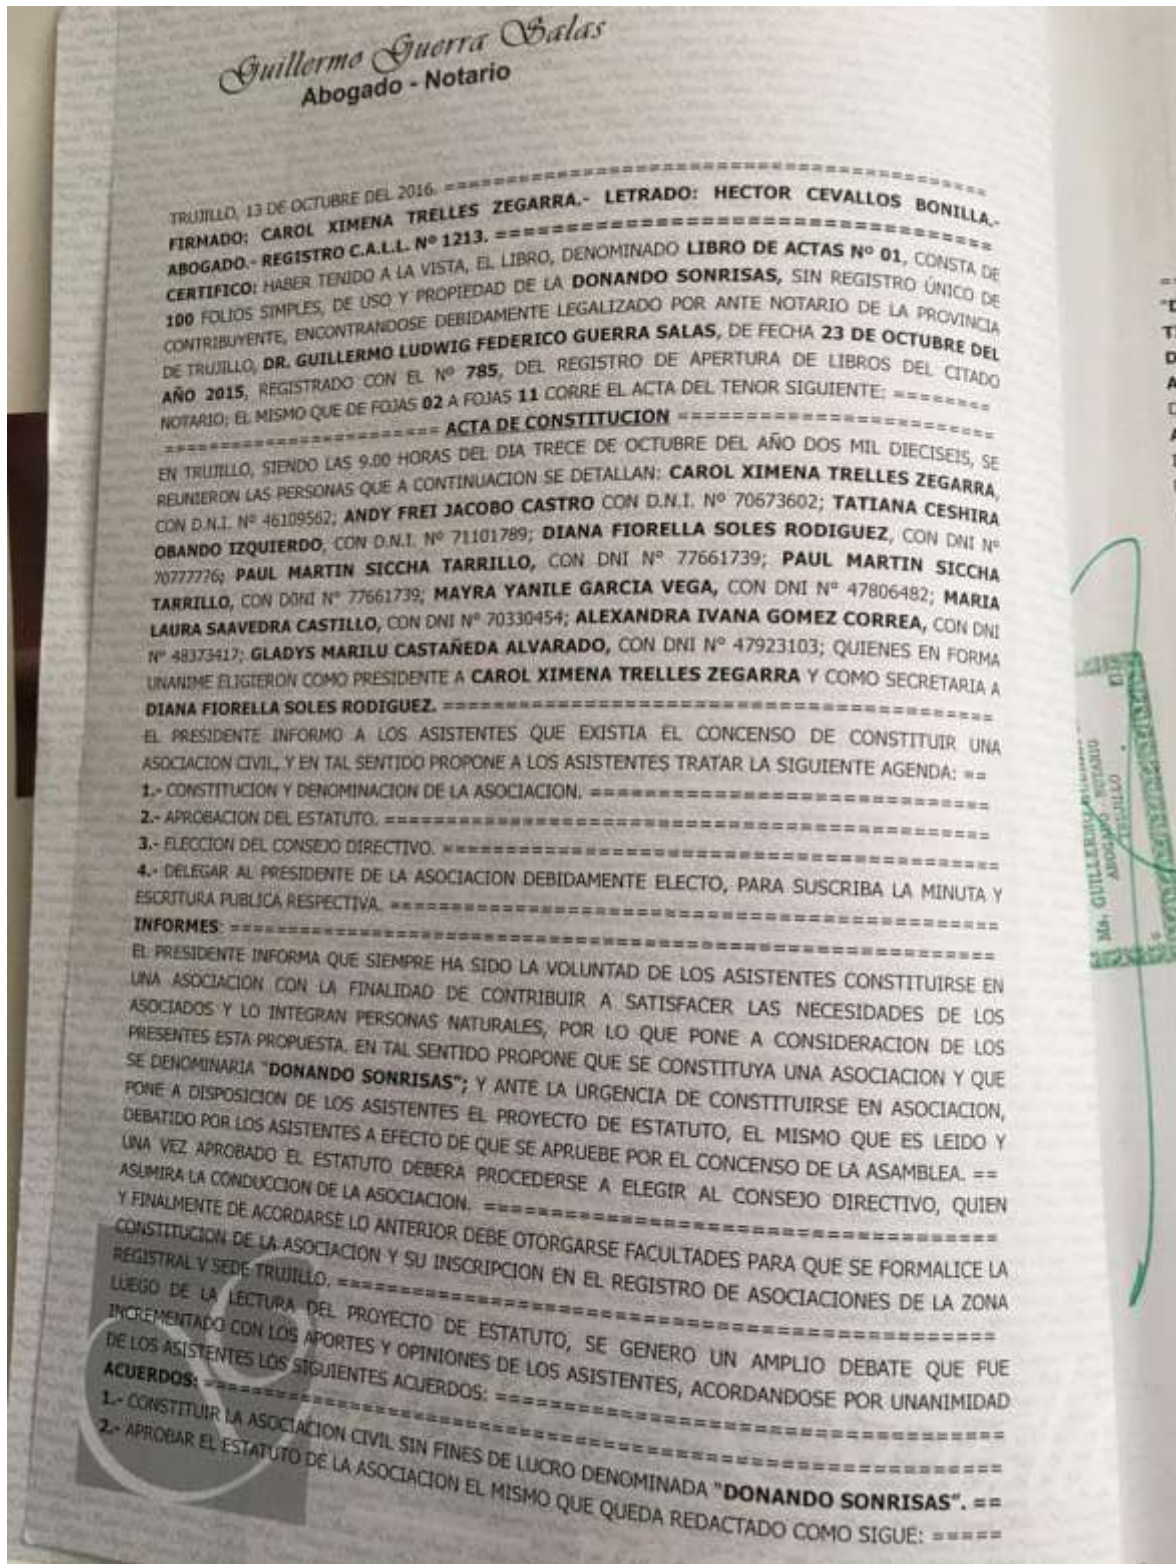 Guillermo Guerra Salas
Abogado - Notario
TRUJILLO, 13 DE OCTUBRE DEL 2016. ==========================================
FIRMADO: CAROL XIMENA TRELLES ZEGARRA.- LETRADO: HECTOR CEVALLOS BONILLA.-
ABOGADO.- REGISTRO C.A.L.L. Nº 1213. =====================================
CERTIFICO: HABER TENIDO A LA VISTA, EL LIBRO, DENOMINADO LIBRO DE ACTAS Nº 01, CONSTA DE
100 FOLIOS SIMPLES, DE USO Y PROPIEDAD DE LA DONANDO SONRISAS, SIN REGISTRO ÚNICO DE
CONTRIBUYENTE, ENCONTRANDOSE DEBIDAMENTE LEGALIZADO POR ANTE NOTARIO DE LA PROVINCIA
DE TRUJILLO, DR. GUILLERMO LUDWIG FEDERICO GUERRA SALAS, DE FECHA 23 DE OCTUBRE DEL
AÑO 2015, REGISTRADO CON EL Nº 785, DEL REGISTRO DE APERTURA DE LIBROS DEL CITADO
NOTARIO; EL MISMO QUE DE FOJAS 02 A FOJAS 11 CORRE EL ACTA DEL TENOR SIGUIENTE: ========
====================== ACTA DE CONSTITUCION =========================
EN TRUJILLO, SIENDO LAS 9.00 HORAS DEL DIA TRECE DE OCTUBRE DEL AÑO DOS MIL DIECISEIS, SE
REUNIERON LAS PERSONAS QUE A CONTINUACION SE DETALLAN: CAROL XIMENA TRELLES ZEGARRA,
CON D.N.I. Nº 46109562; ANDY FREI JACOBO CASTRO CON D.N.I. Nº 70673602; TATIANA CESHIRA
OBANDO IZQUIERDO, CON D.N.I. Nº 71101789; DIANA FIORELLA SOLES RODIGUEZ, CON DNI Nº
70777776; PAUL MARTIN SICCHA TARRILLO, CON DNI Nº 77661739; PAUL MARTIN SICCHA
TARRILLO, CON DONI Nº 77661739; MAYRA YANILE GARCIA VEGA, CON DNI Nº 47806482; MARIA
LAURA SAAVEDRA CASTILLO, CON DNI Nº 70330454; ALEXANDRA IVANA GOMEZ CORREA, CON DNI
Nº 48373417; GLADYS MARILU CASTAÑEDA ALVARADO, CON DNI Nº 47923103; QUIENES EN FORMA
UNANIME ELIGIERON COMO PRESIDENTE A CAROL XIMENA TRELLES ZEGARRA Y COMO SECRETARIA A
DIANA FIORELLA SOLES RODIGUEZ. ===========================================
EL PRESIDENTE INFORMO A LOS ASISTENTES QUE EXISTIA EL CONCENSO DE CONSTITUIR UNA
ASOCIACION CIVIL, Y EN TAL SENTIDO PROPONE A LOS ASISTENTES TRATAR LA SIGUIENTE AGENDA: ==
1.- CONSTITUCION Y DENOMINACION DE LA ASOCIACION. ===============================
2.- APROBACION DEL ESTATUTO. ===============================================
3.- ELECCION DEL CONSEJO DIRECTIVO. ===========================================
4.- DELEGAR AL PRESIDENTE DE LA ASOCIACION DEBIDAMENTE ELECTO, PARA SUSCRIBA LA MINUTA Y
ESCRITURA PUBLICA RESPECTIVA. ===============================================
INFORMES: ============================================================
EL PRESIDENTE INFORMA QUE SIEMPRE HA SIDO LA VOLUNTAD DE LOS ASISTENTES CONSTITUIRSE EN
UNA ASOCIACION CON LA FINALIDAD DE CONTRIBUIR A SATISFACER LAS NECESIDADES DE LOS
ASOCIADOS Y LO INTEGRAN PERSONAS NATURALES, POR LO QUE PONE A CONSIDERACION DE LOS
PRESENTES ESTA PROPUESTA. EN TAL SENTIDO PROPONE QUE SE CONSTITUYA UNA ASOCIACION Y QUE
SE DENOMINARIA "DONANDO SONRISAS"; Y ANTE LA URGENCIA DE CONSTITUIRSE EN ASOCIACION,
PONE A DISPOSICION DE LOS ASISTENTES EL PROYECTO DE ESTATUTO, EL MISMO QUE ES LEIDO Y
DEBATIDO POR LOS ASISTENTES A EFECTO DE QUE SE APRUEBE POR EL CONCENSO DE LA ASAMBLEA. ==
UNA VEZ APROBADO EL ESTATUTO DEBERA PROCEDERSE A ELEGIR AL CONSEJO DIRECTIVO, QUIEN
ASUMIRA LA CONDUCCION DE LA ASOCIACION. =======================================
Y FINALMENTE DE ACORDARSE LO ANTERIOR DEBE OTORGARSE FACULTADES PARA QUE SE FORMALICE LA
CONSTITUCION DE LA ASOCIACION Y SU INSCRIPCION EN EL REGISTRO DE ASOCIACIONES DE LA ZONA
REGISTRAL V SEDE TRUJILLO. ==================================================
LUEGO DE LA LECTURA DEL PROYECTO DE ESTATUTO, SE GENERO UN AMPLIO DEBATE QUE FUE
INCREMENTADO CON LOS APORTES Y OPINIONES DE LOS ASISTENTES, ACORDANDOSE POR UNANIMIDAD
DE LOS ASISTENTES LOS SIGUIENTES ACUERDOS: ======================================
ACUERDOS: ============================================================
1.- CONSTITUIR LA ASOCIACION CIVIL SIN FINES DE LUCRO DENOMINADA "DONANDO SONRISAS". ==
2.- APROBAR EL ESTATUTO DE LA ASOCIACION EL MISMO QUE QUEDA REDACTADO COMO SIGUE: =====
Ms. GUILLERMO
ABOGADO - NOTARIO
TRUJILLO